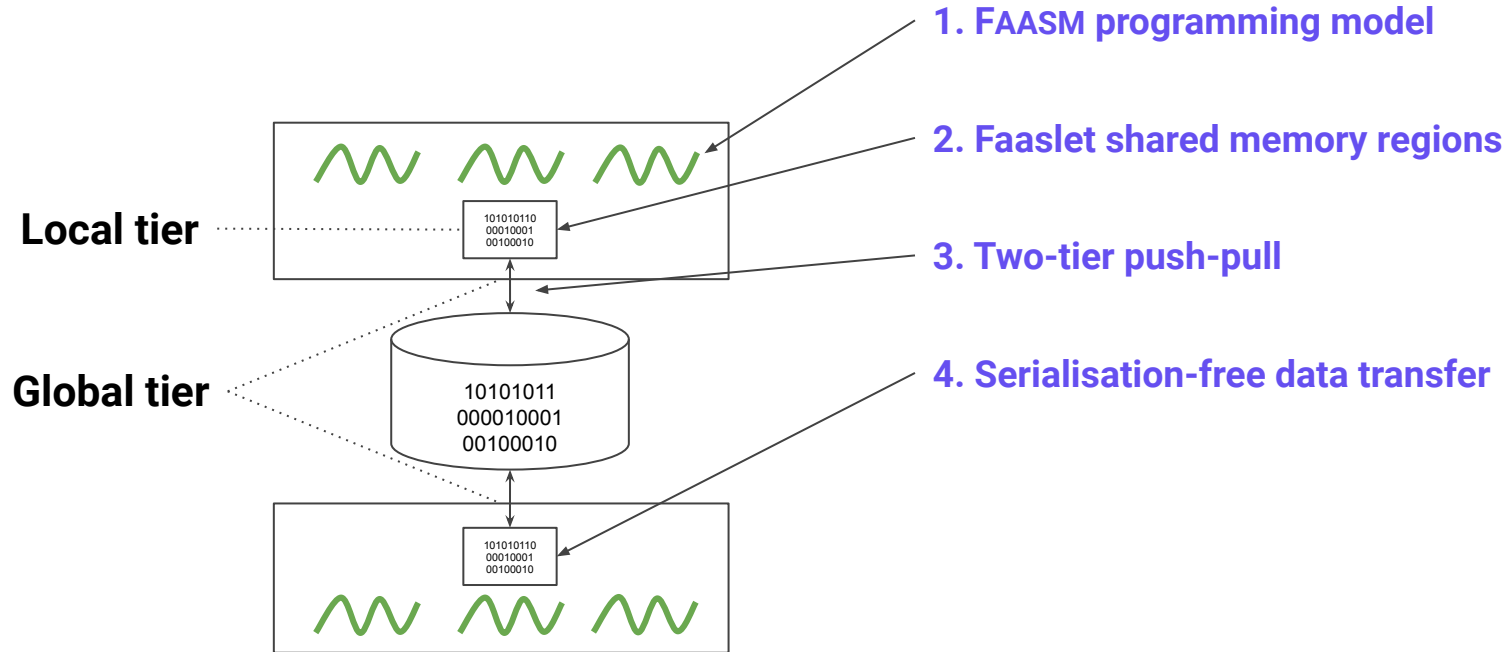 1. FAASM programming model
2. Faaslet shared memory regions
101010110
00010001
00100010
Local tier
3. Two-tier push-pull
Global tier
10101011
000010001
00100010
4. Serialisation-free data transfer
101010110
00010001
00100010